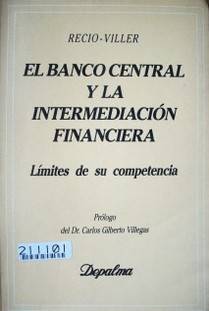 RECIO - VILLER
EL BANCO CENTRAL
Y LA
INTERMEDIACIÓN
FINANCIERA
Límites de su competencia
Prólogo
del Dr. Carlos Gilberto Villegas
211101
Depalma